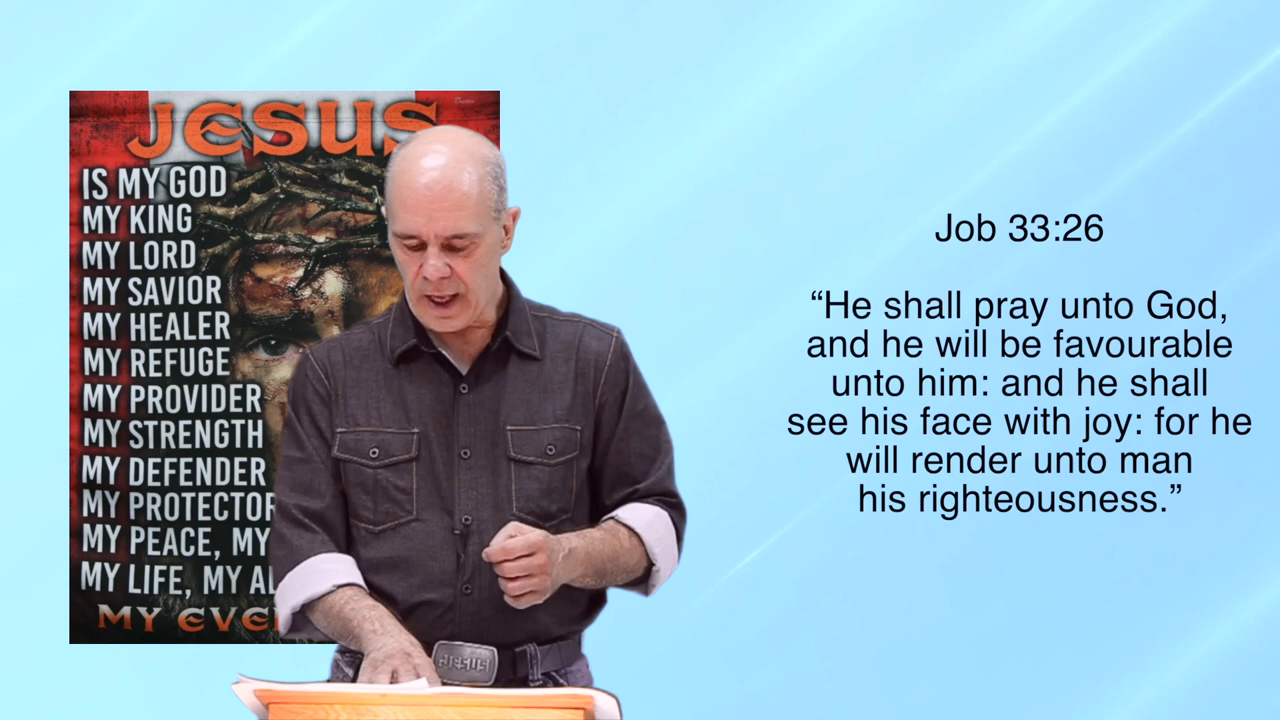 JESUS
IS MY GOD
MY KING
MY LORD
MY SAVIOR
MY HEALER
MY REFUGE
MY PROVIDER
MY STRENGTH
MY DEFENDER
MY PROTECTOR
MY PEACE, MY
MY LIFE, MY
MY
JESUS
Job 33:26
“He shall pray unto God,
and he will be favourable
unto him: and he shall
see his face with joy: for he
will render unto man
his righteousness.”